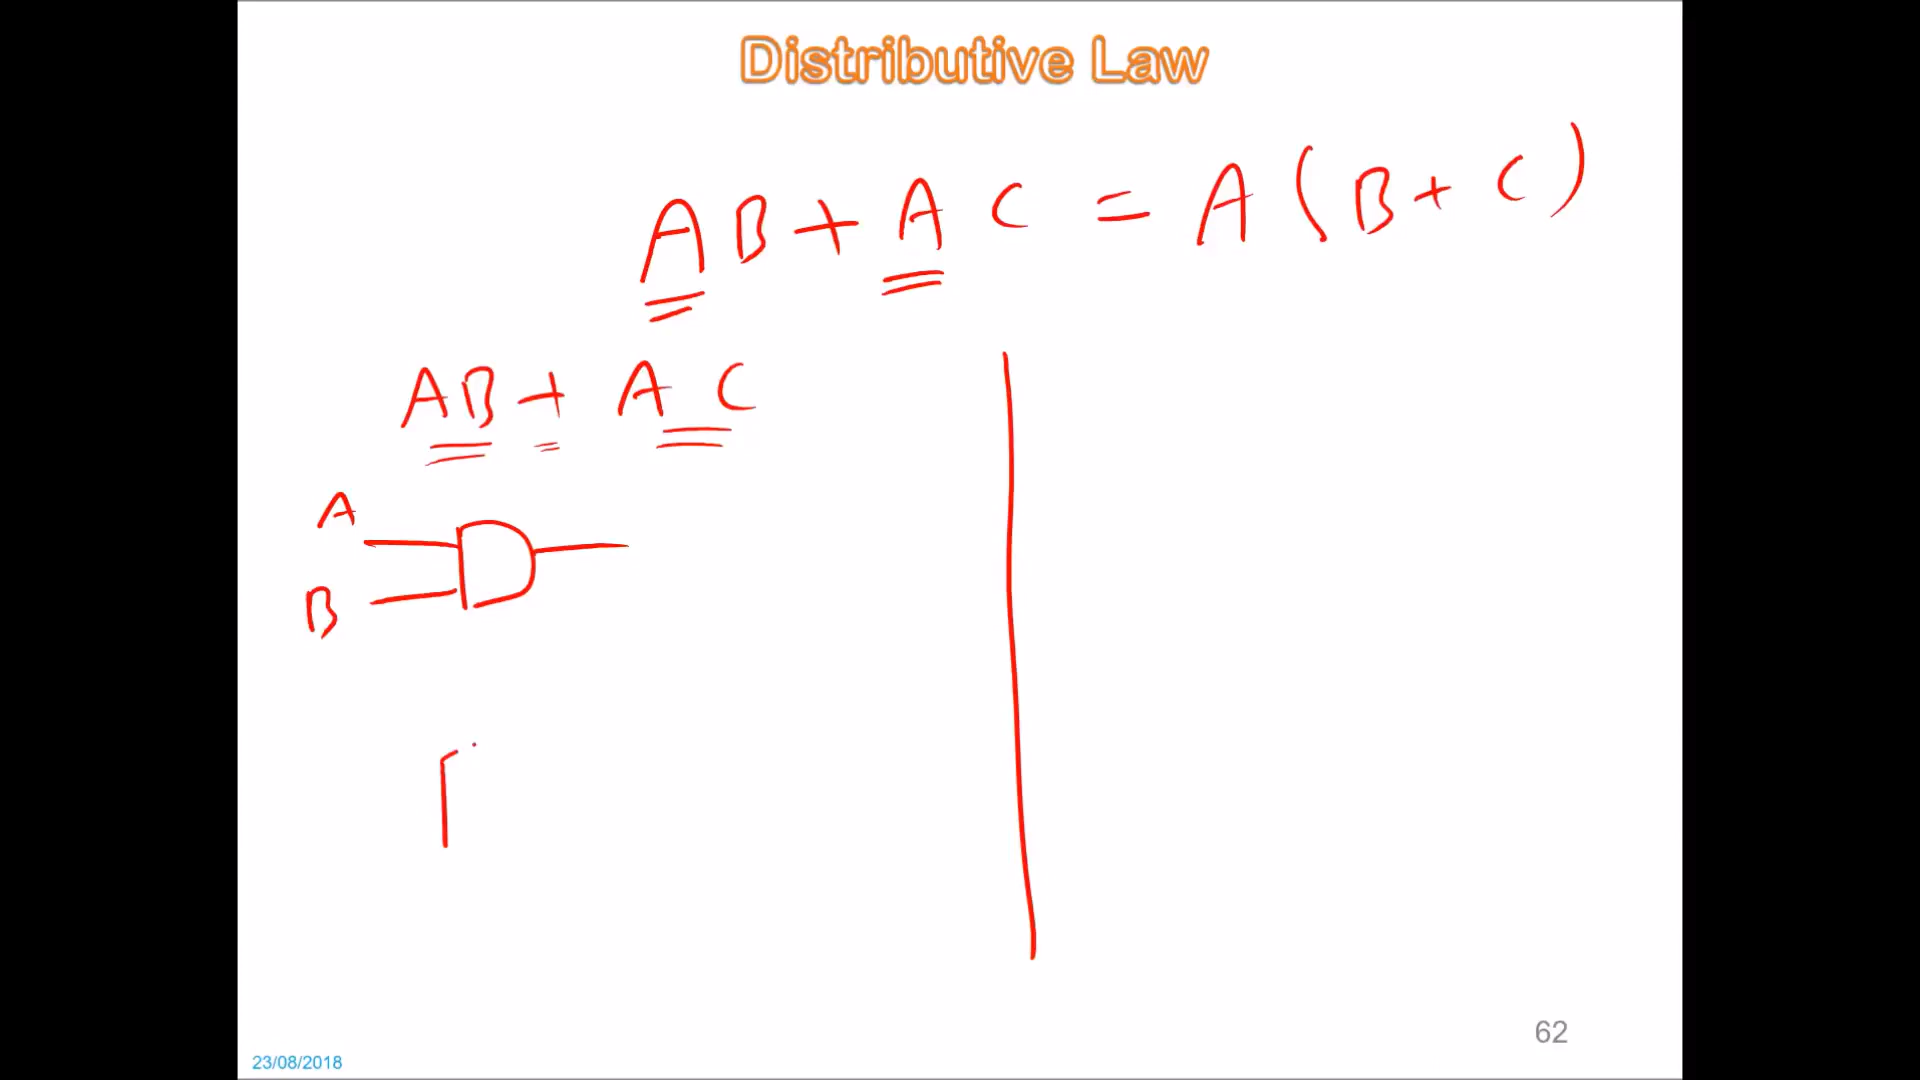 Distributive Law
AB + AC = A(B + C)
AB + AC
A
B
62
23/08/2018